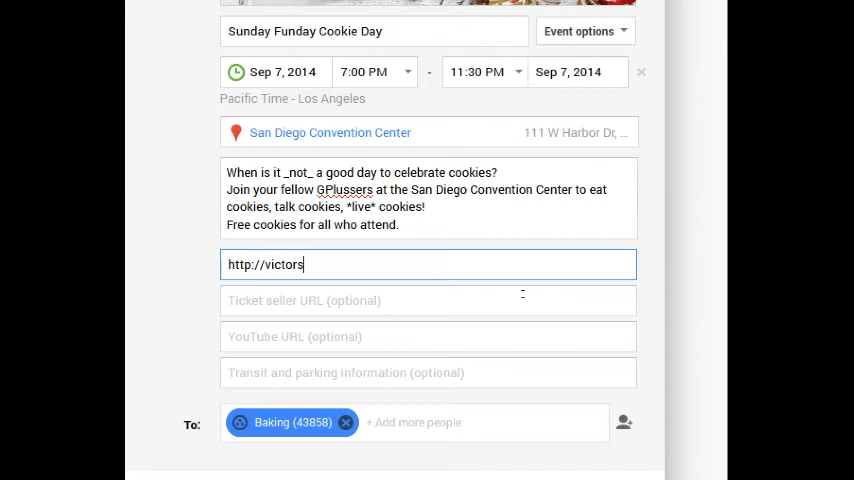 Sunday Funday Cookie Day
Event options
Sep 7, 2014 7:00 PM - 11:30 PM Sep 7, 2014
Pacific Time - Los Angeles
San Diego Convention Center 111 W Harbor Dr, ...
When is it _not_ a good day to celebrate cookies?
Join your fellow GPlussers at the San Diego Convention Center to eat
cookies, talk cookies, *live* cookies!
Free cookies for all who attend.
http://victors
Ticket seller URL (optional)
YouTube URL (optional)
Transit and parking information (optional)
To: Baking (43858) + Add more people